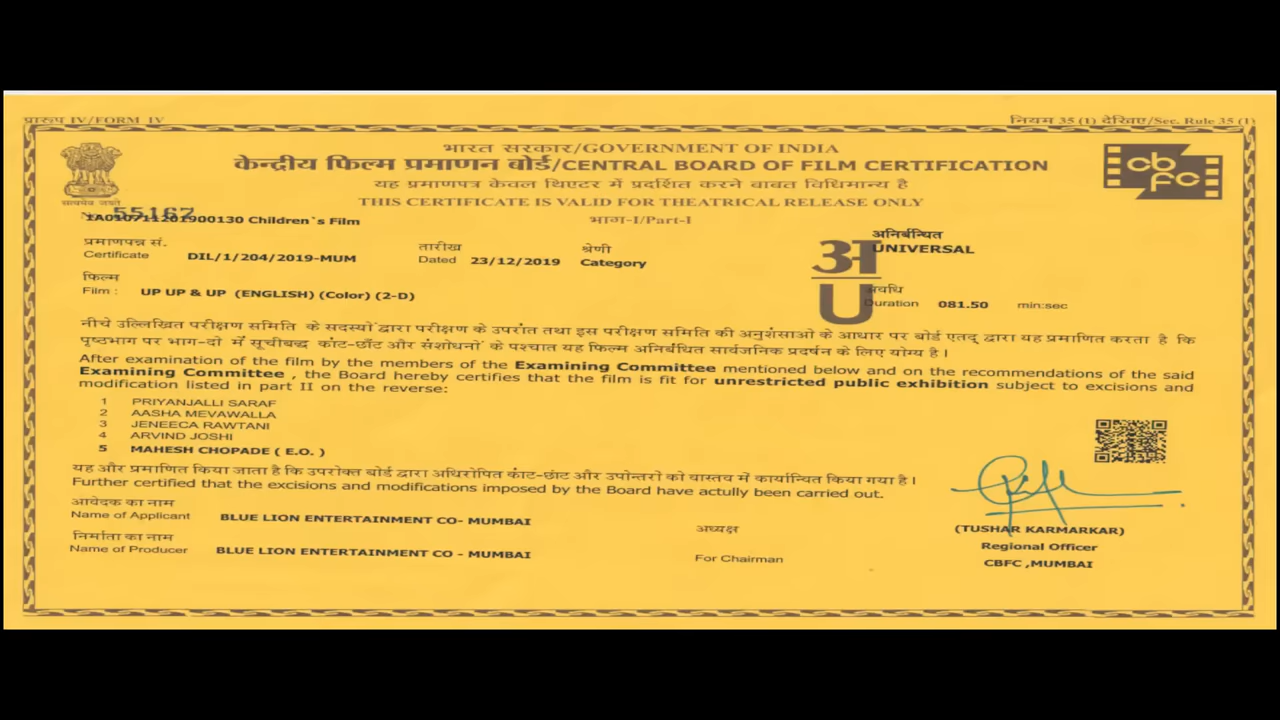 प्रारूप IV/FORM IV
नियम 35 (1) देखिए/Sec. Rule 35 (1)
भारत सरकार/GOVERNMENT OF INDIA
केन्द्रीय फिल्म प्रमाणन बोर्ड/CENTRAL BOARD OF FILM CERTIFICATION
cb
fc
यह प्रमाणपत्र केवल थिएटर में प्रदर्शित करने बाबत विधिमान्य है
सत्यमेव जयते
THIS CERTIFICATE IS VALID FOR THEATRICAL RELEASE ONLY
55167
1A010711201900130 Children`s Film
भाग-I/Part-I
प्रमाणपत्र सं.
Certificate DIL/1/204/2019-MUM
तारीख
Dated 23/12/2019
श्रेणी
Category
अ
U
अनिर्बन्धित
UNIVERSAL
फिल्म
Film : UP UP & UP (ENGLISH) (Color) (2-D)
अवधि
Duration 081.50 min:sec
नीचे उल्लिखित परीक्षण समिति के सदस्यों द्वारा परीक्षण के उपरांत तथा इस परीक्षण समिति की अनुशंसाओं के आधार पर बोर्ड एतद् द्वारा यह प्रमाणित करता है कि
पृष्ठभाग पर भाग-दो में सूचीबद्ध कांट-छाँट और संशोधनों के पश्चात यह फिल्म अनिर्बंधित सार्वजनिक प्रदर्शन के लिए योग्य है।
After examination of the film by the members of the Examining Committee mentioned below and on the recommendations of the said
Examining Committee , the Board hereby certifies that the film is fit for unrestricted public exhibition subject to excisions and
modification listed in part II on the reverse:
1 PRIYANJALLI SARAF
2 AASHA MEVAWALLA
3 JENEECA RAWTANI
4 ARVIND JOSHI
5 MAHESH CHOPADE ( E.O. )
यह और प्रमाणित किया जाता है कि उपरोक्त बोर्ड द्वारा अधिरोपित कांट-छांट और उपोन्तरों को वास्तव में कार्यान्वित किया गया है।
Further certified that the excisions and modifications imposed by the Board have actully been carried out.
आवेदक का नाम
Name of Applicant BLUE LION ENTERTAINMENT CO- MUMBAI
निर्माता का नाम
Name of Producer BLUE LION ENTERTAINMENT CO - MUMBAI
अध्यक्ष
For Chairman
(TUSHAR KARMARKAR)
Regional Officer
CBFC ,MUMBAI